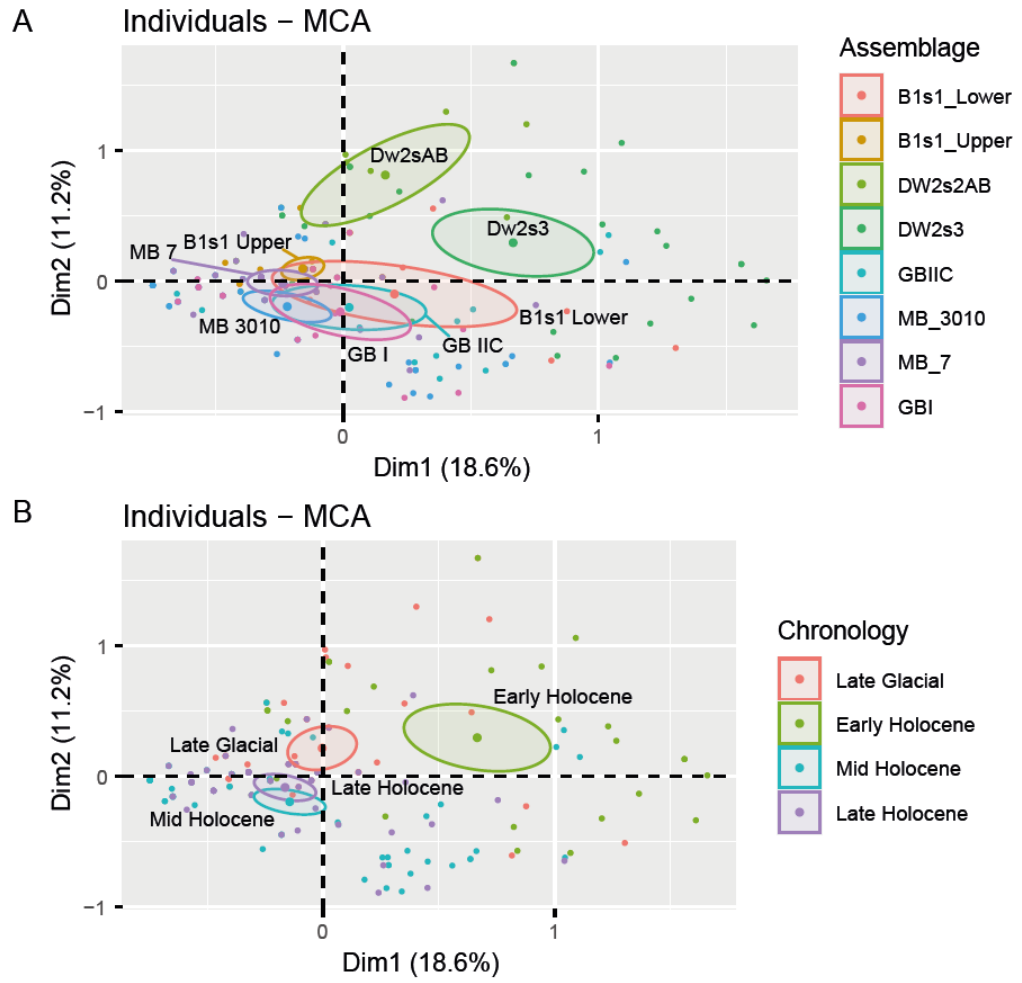 A
Individuals – MCA
Assemblage
B1s1_Lower
B1s1_Upper
DW2s2AB
DW2s3
GBIIC
MB_3010
MB_7
GBI
Dw2sAB
Dw2s3
B1s1 Upper
MB 7
B1s1 Lower
MB 3010
GB IIC
GB I
1
0
−1
0
1
Dim2 (11.2%)
Dim1 (18.6%)
B
Individuals – MCA
Chronology
Late Glacial
Early Holocene
Mid Holocene
Late Holocene
Early Holocene
Late Glacial
Late Holocene
Mid Holocene
1
0
−1
0
1
Dim2 (11.2%)
Dim1 (18.6%)